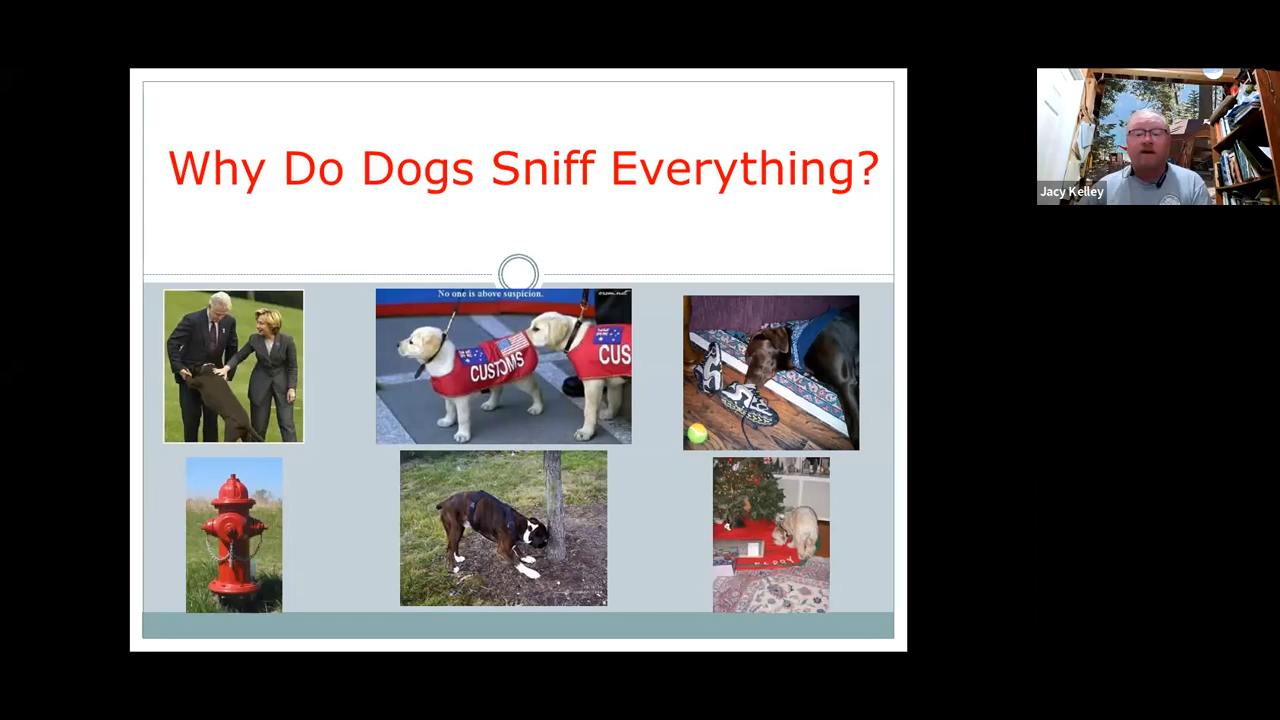 Why Do Dogs Sniff Everything?
No one is above suspicion.
CUSTOMS
CUS
Jacy Kelley